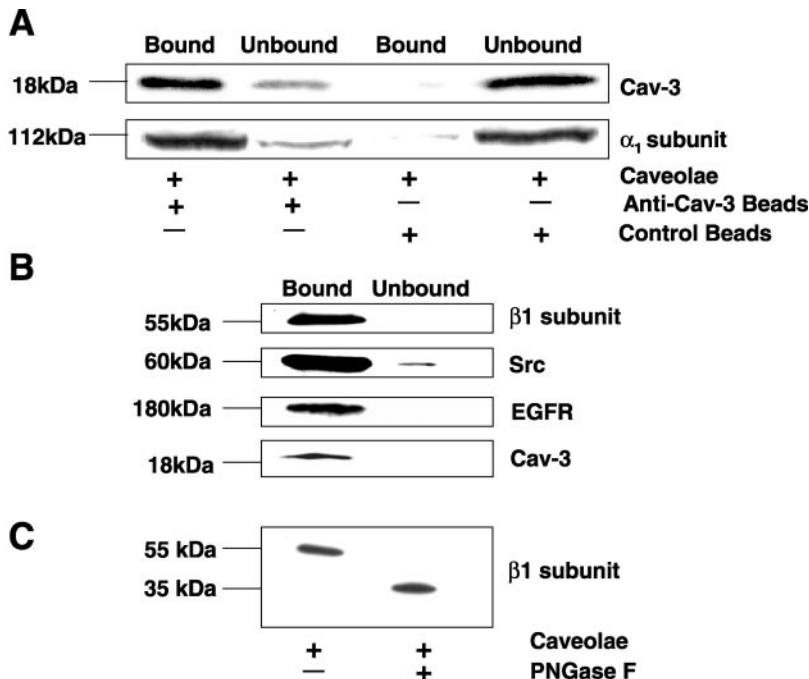 A
Bound Unbound Bound Unbound
18kDa Cav-3
112kDa α1 subunit
+ + + + Caveolae
+ + — — Anti-Cav-3 Beads
— — + + Control Beads
B
Bound Unbound
55kDa β1 subunit
60kDa Src
180kDa EGFR
18kDa Cav-3
C
55 kDa
β1 subunit
35 kDa
+ + Caveolae
— + PNGase F